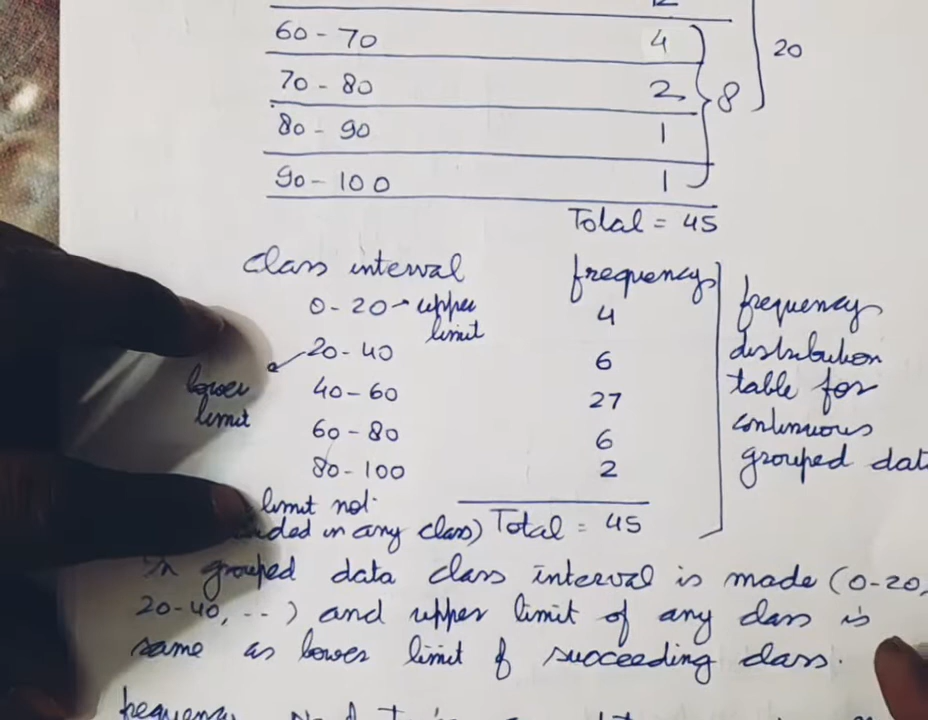 60 - 70 4
70 - 80 2 8 20
80 - 90 1
90 - 100 1
Total = 45
class interval frequency
0 - 20 upper limit 4
20 - 40 6
lower limit
40 - 60 27
60 - 80 6
80 - 100 2
frequency
distribution
table for
continuous
grouped dat
limit not
in any class) Total = 45
In grouped data class interval is made (0-20,
20-40, --) and upper limit of any class is
same as lower limit of succeeding class.
frequency